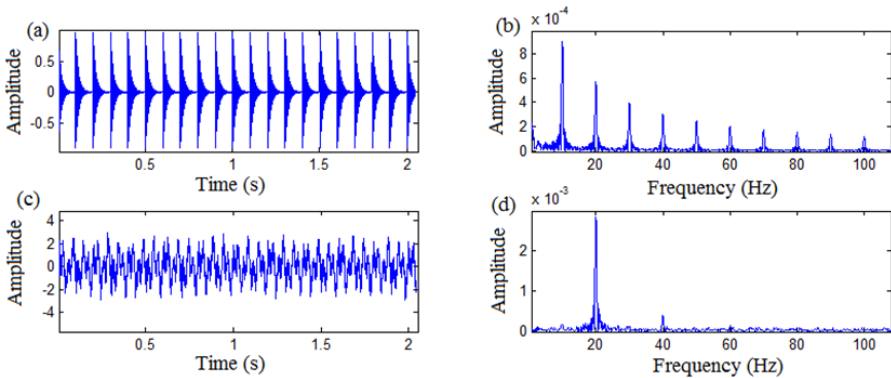 (a)
Amplitude
0.5
0
-0.5
0.5 1 1.5 2
Time (s)
(b)
× 10⁻⁴
Amplitude
8
6
4
2
0
20 40 60 80 100
Frequency (Hz)
(c)
Amplitude
4
2
0
-2
-4
0.5 1 1.5 2
Time (s)
(d)
× 10⁻³
Amplitude
2
1
0
20 40 60 80 100
Frequency (Hz)